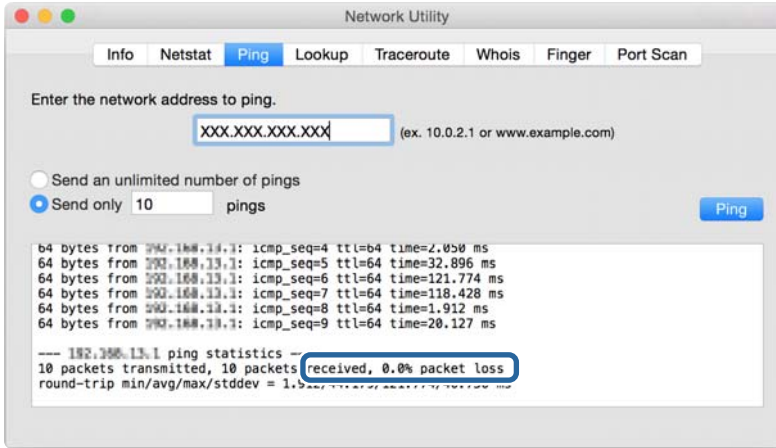 Network Utility
Info Netstat Ping Lookup Traceroute Whois Finger Port Scan
Enter the network address to ping.
XXX.XXX.XXX.XXX (ex. 10.0.2.1 or www.example.com)
Send an unlimited number of pings
Send only 10 pings
Ping
64 bytes from : icmp_seq=4 ttl=64 time=2.050 ms
64 bytes from : icmp_seq=5 ttl=64 time=32.896 ms
64 bytes from : icmp_seq=6 ttl=64 time=121.774 ms
64 bytes from : icmp_seq=7 ttl=64 time=118.428 ms
64 bytes from : icmp_seq=8 ttl=64 time=1.912 ms
64 bytes from : icmp_seq=9 ttl=64 time=20.127 ms
--- ping statistics --
10 packets transmitted, 10 packets received, 0.0% packet loss
round-trip min/avg/max/stddev = ms